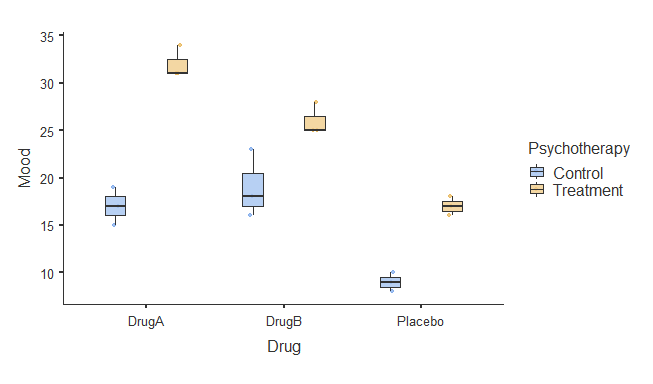 35
30
25
20
15
10
Mood
DrugA DrugB Placebo
Drug
Psychotherapy
Control
Treatment